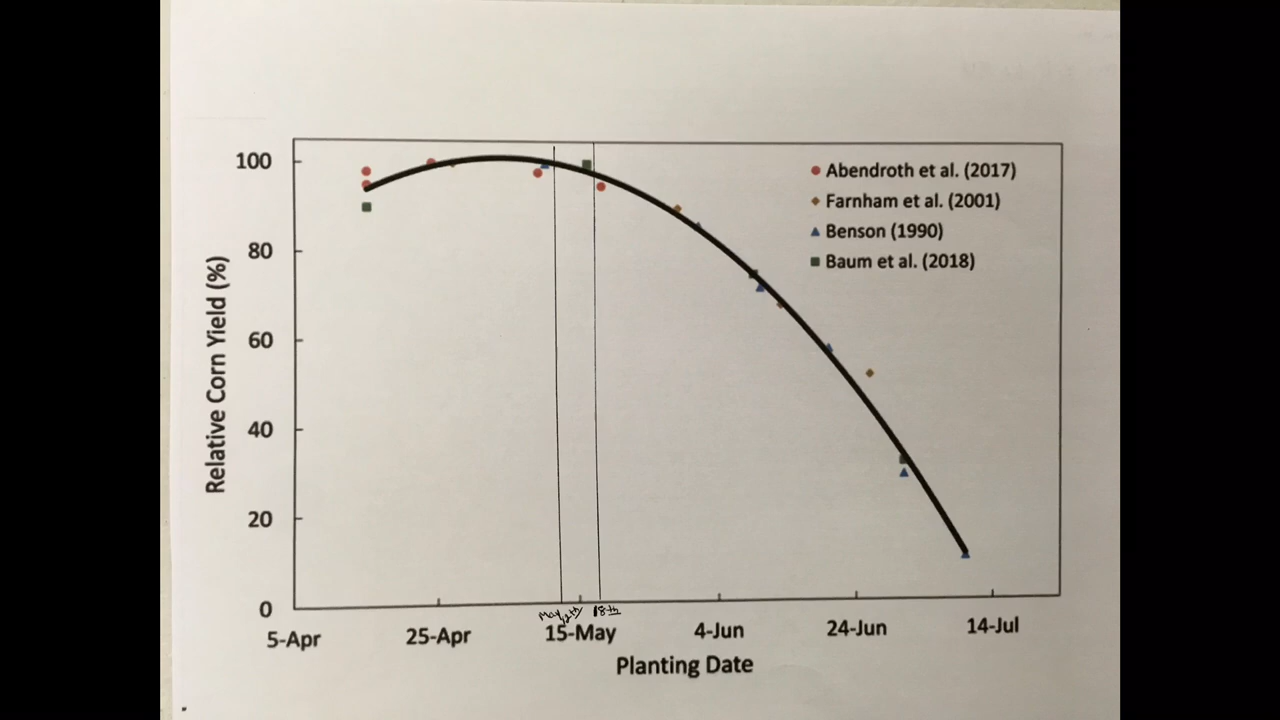 100
80
60
40
20
0
Relative Corn Yield (%)
Abendroth et al. (2017)
Farnham et al. (2001)
Benson (1990)
Baum et al. (2018)
May 12th
18th
5-Apr
25-Apr
15-May
4-Jun
24-Jun
14-Jul
Planting Date